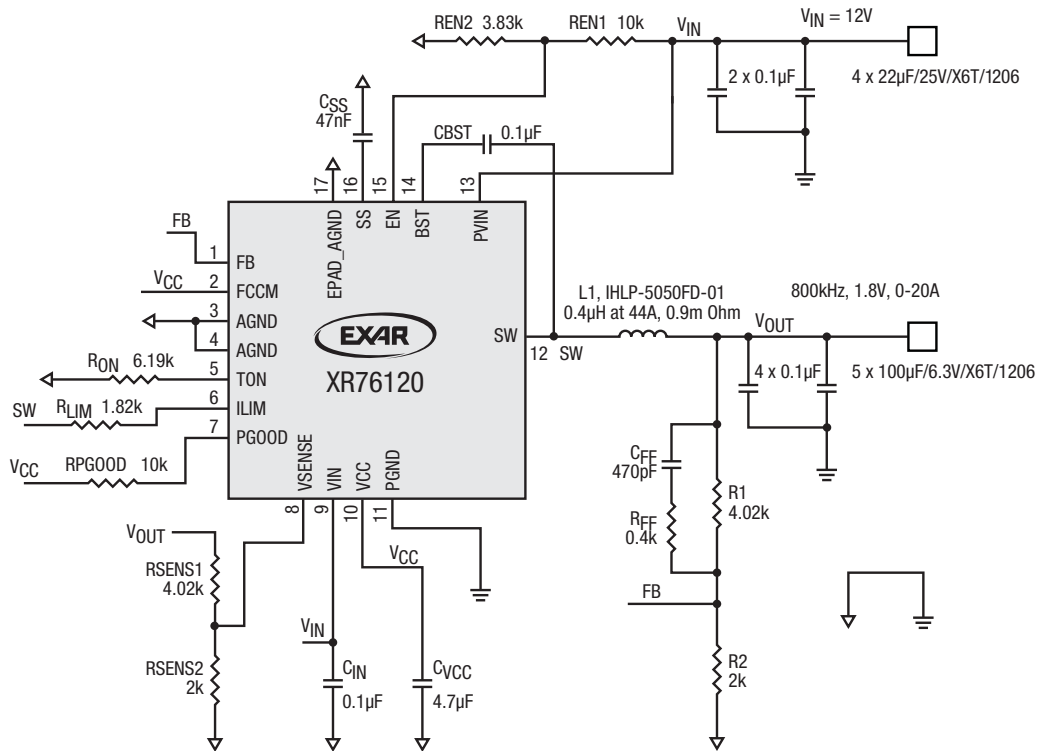 REN2 3.83k
REN1 10k
VIN
VIN = 12V
2 x 0.1µF
4 x 22µF/25V/X6T/1206
CSS
47nF
CBST 0.1µF
17
16
15
14
13
EPAD_AGND
SS
EN
BST
PVIN
FB
1
FB
VCC
2
FCCM
3
AGND
4
AGND
RON 6.19k
5
TON
SW
RLIM 1.82k
6
ILIM
7
PGOOD
VCC
RPGOOD 10k
EXAR
XR76120
SW
12
SW
L1, IHLP-5050FD-01
0.4µH at 44A, 0.9m Ohm
800kHz, 1.8V, 0-20A
VOUT
4 x 0.1µF
5 x 100µF/6.3V/X6T/1206
VSENSE
VIN
VCC
PGND
8
9
10
11
CFF
470pF
R1
4.02k
RFF
0.4k
FB
R2
2k
VOUT
RSENS1
4.02k
RSENS2
2k
VCC
VIN
CIN
0.1µF
CVCC
4.7µF